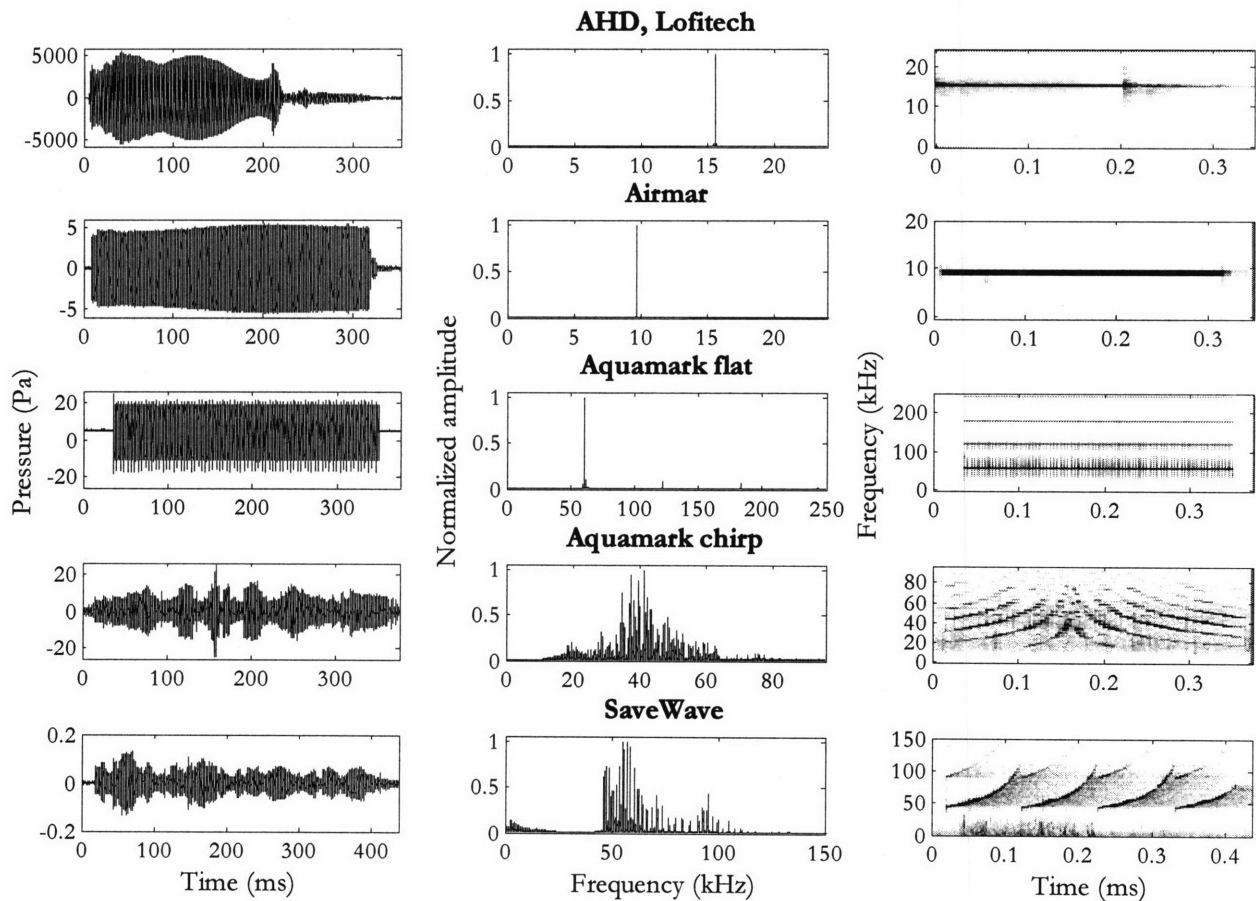 AHD, Lofitech
5000
0
-5000
0 100 200 300
1
0.5
0
0 5 10 15 20
20
10
0
0 0.1 0.2 0.3
Airmar
5
0
-5
0 100 200 300
1
0.5
0
0 5 10 15 20
20
10
0
0 0.1 0.2 0.3
Aquamark flat
20
0
-20
0 100 200 300
1
0.5
0
0 50 100 150 200 250
200
100
0
0 0.1 0.2 0.3
Aquamark chirp
20
0
-20
0 100 200 300
1
0.5
0
0 20 40 60 80
80
60
40
20
0
0 0.1 0.2 0.3
SaveWave
0.2
0
-0.2
0 100 200 300 400
1
0.5
0
0 50 100 150
150
100
50
0
0 0.1 0.2 0.3 0.4
Pressure (Pa)
Normalized amplitude
Frequency (kHz)
Time (ms)
Frequency (kHz)
Time (ms)